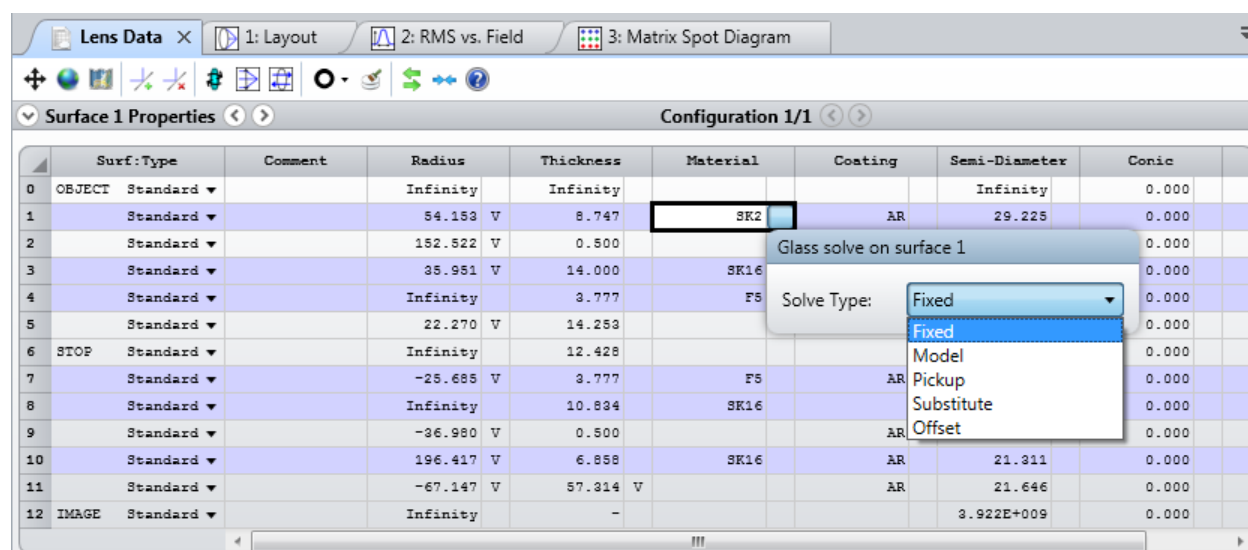 Lens Data × 1: Layout 2: RMS vs. Field 3: Matrix Spot Diagram
Surface 1 Properties Configuration 1/1
Surf:Type Comment Radius Thickness Material Coating Semi-Diameter Conic
0 OBJECT Standard Infinity Infinity Infinity 0.000
1 Standard 54.153 V 8.747 SK2 AR 29.225 0.000
2 Standard 152.522 V 0.500 0.000
Glass solve on surface 1
3 Standard 35.951 V 14.000 SK16 0.000
4 Standard Infinity 3.777 F5 0.000
Solve Type: Fixed
5 Standard 22.270 V 14.253 0.000
Fixed
6 STOP Standard Infinity 12.428 0.000
Model
7 Standard -25.685 V 3.777 F5 AR 0.000
Pickup
8 Standard Infinity 10.834 SK16 0.000
Substitute
9 Standard -36.980 V 0.500 AR 0.000
Offset
10 Standard 196.417 V 6.858 SK16 AR 21.311 0.000
11 Standard -67.147 V 57.314 V AR 21.646 0.000
12 IMAGE Standard Infinity - 3.922E+009 0.000